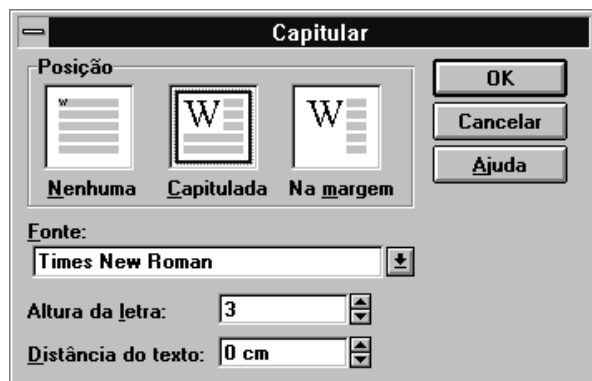 Capitular
Posição
W W W
Nenhuma Capitulada Na margem
OK
Cancelar
Ajuda
Fonte:
Times New Roman
Altura da letra: 3
Distância do texto: 0 cm